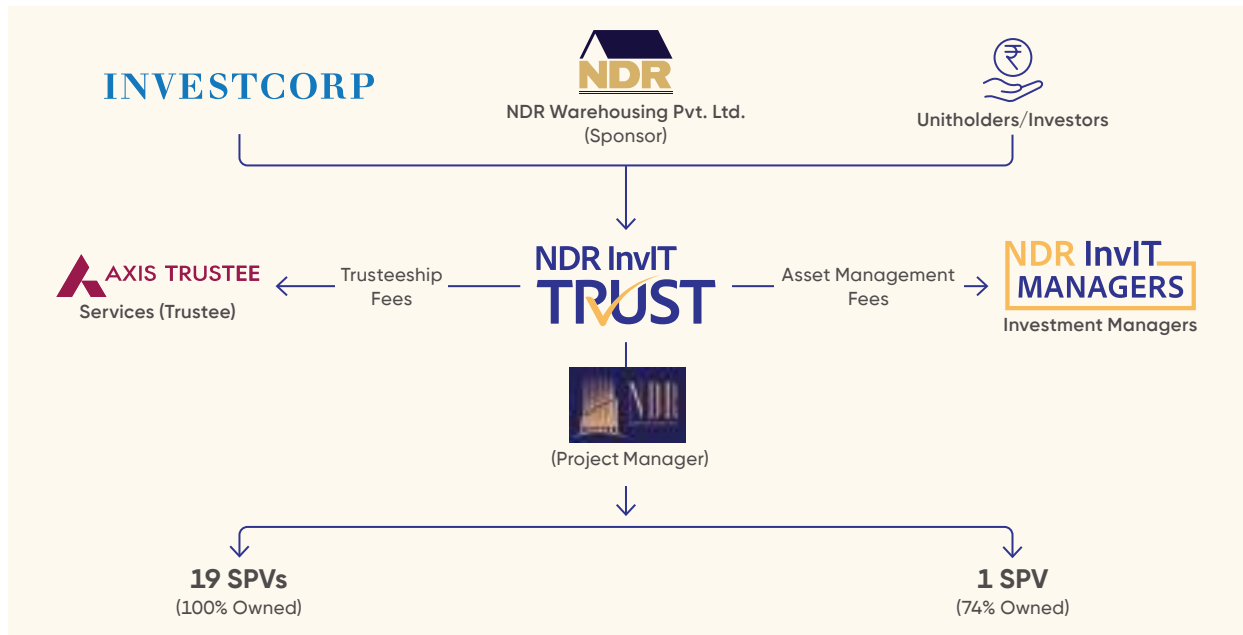 INVESTCORP
NDR
NDR Warehousing Pvt. Ltd.
(Sponsor)
₹
Unitholders/Investors
AXIS TRUSTEE
Services (Trustee)
Trusteeship
Fees
NDR InvIT
TRUST
Asset Management
Fees
NDR InvIT
MANAGERS
Investment Managers
NDR
(Project Manager)
19 SPVs
(100% Owned)
1 SPV
(74% Owned)